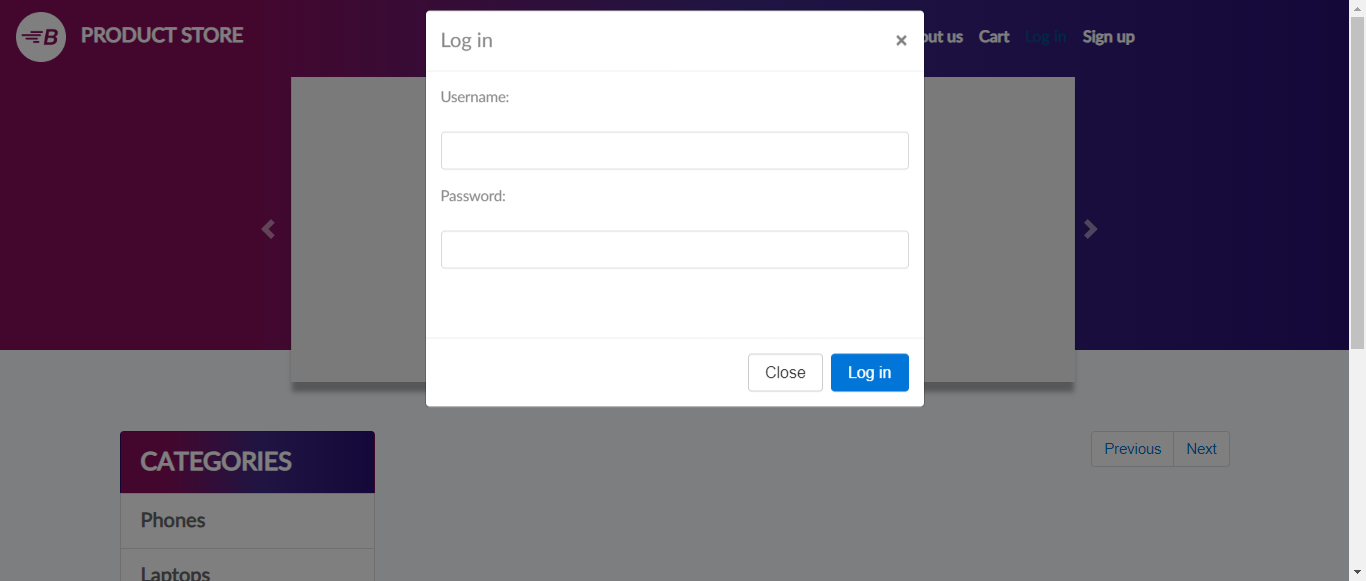 B PRODUCT STORE
out us Cart Log in Sign up
Log in ×
Username:
Password:
Close Log in
CATEGORIES
Previous Next
Phones
Laptops